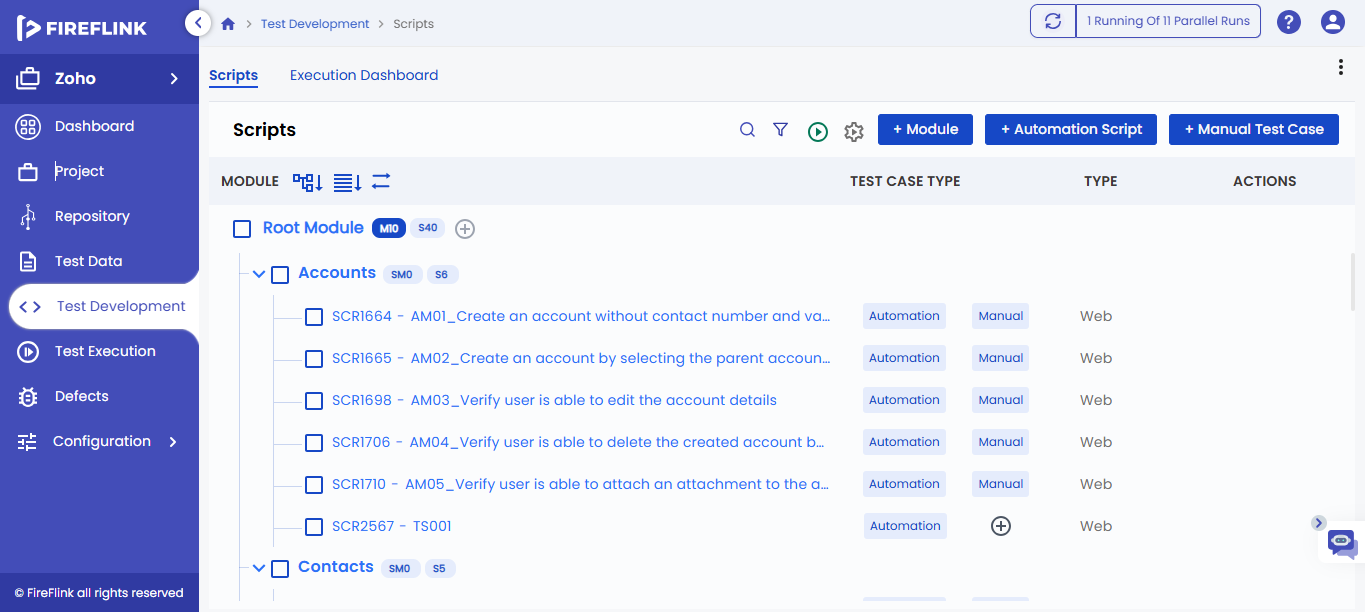 FIREFLINK
Test Development
Scripts
1 Running Of 11 Parallel Runs
?
Zoho
Dashboard
Project
Repository
Test Data
Test Development
Test Execution
Defects
Configuration
© FireFlink all rights reserved
Scripts
Execution Dashboard
Scripts
+ Module
+ Automation Script
+ Manual Test Case
MODULE
TEST CASE TYPE
TYPE
ACTIONS
Root Module M10 S40
Accounts SM0 S6
SCR1664 - AM01_Create an account without contact number and va... Automation Manual Web
SCR1665 - AM02_Create an account by selecting the parent accoun... Automation Manual Web
SCR1698 - AM03_Verify user is able to edit the account details Automation Manual Web
SCR1706 - AM04_Verify user is able to delete the created account b... Automation Manual Web
SCR1710 - AM05_Verify user is able to attach an attachment to the a... Automation Manual Web
SCR2567 - TS001 Automation Web
Contacts SM0 S5